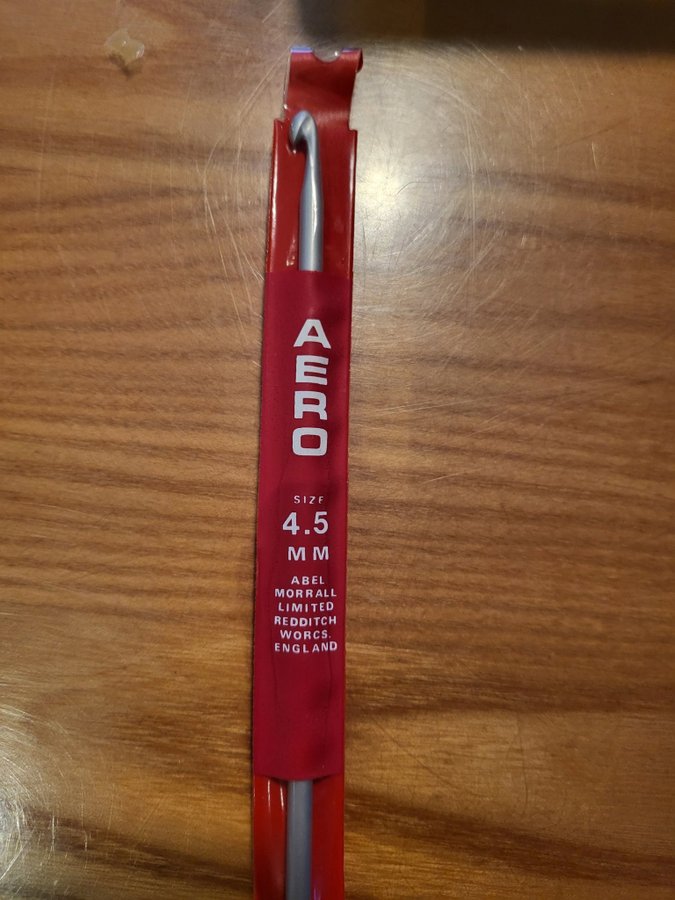 AERO
SIZE
4.5
MM
ABEL
MORRALL
LIMITED
REDDITCH
WORCS.
ENGLAND